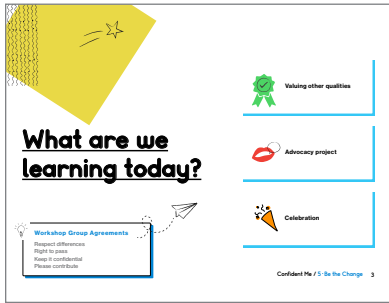 What are we
learning today?
Workshop Group Agreements
Respect differences
Right to pass
Keep it confidential
Please contribute
Valuing other qualities
Advocacy project
Celebration
Confident Me / 5-Be the Change 3